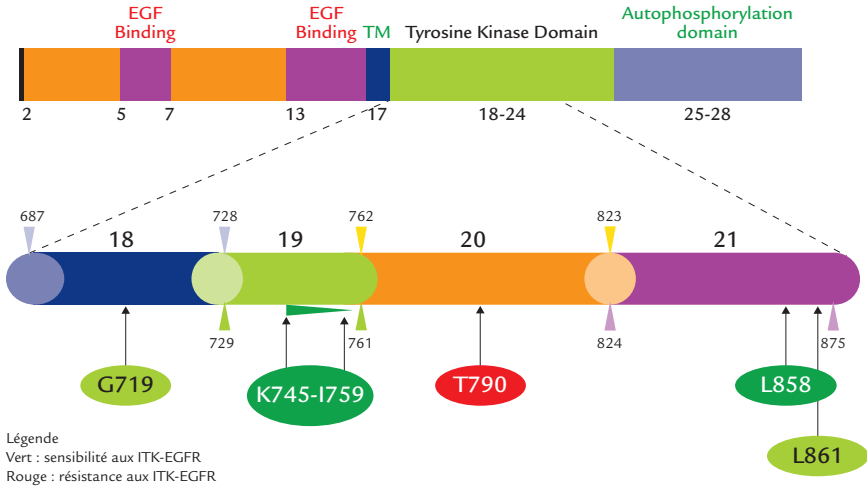 EGF
Binding
EGF
Binding
TM
Tyrosine Kinase Domain
Autophosphorylation
domain
2
5
7
13
17
18-24
25-28
687
728
762
823
18
19
20
21
729
761
824
875
G719
K745-I759
T790
L858
L861
Légende
Vert : sensibilité aux ITK-EGFR
Rouge : résistance aux ITK-EGFR